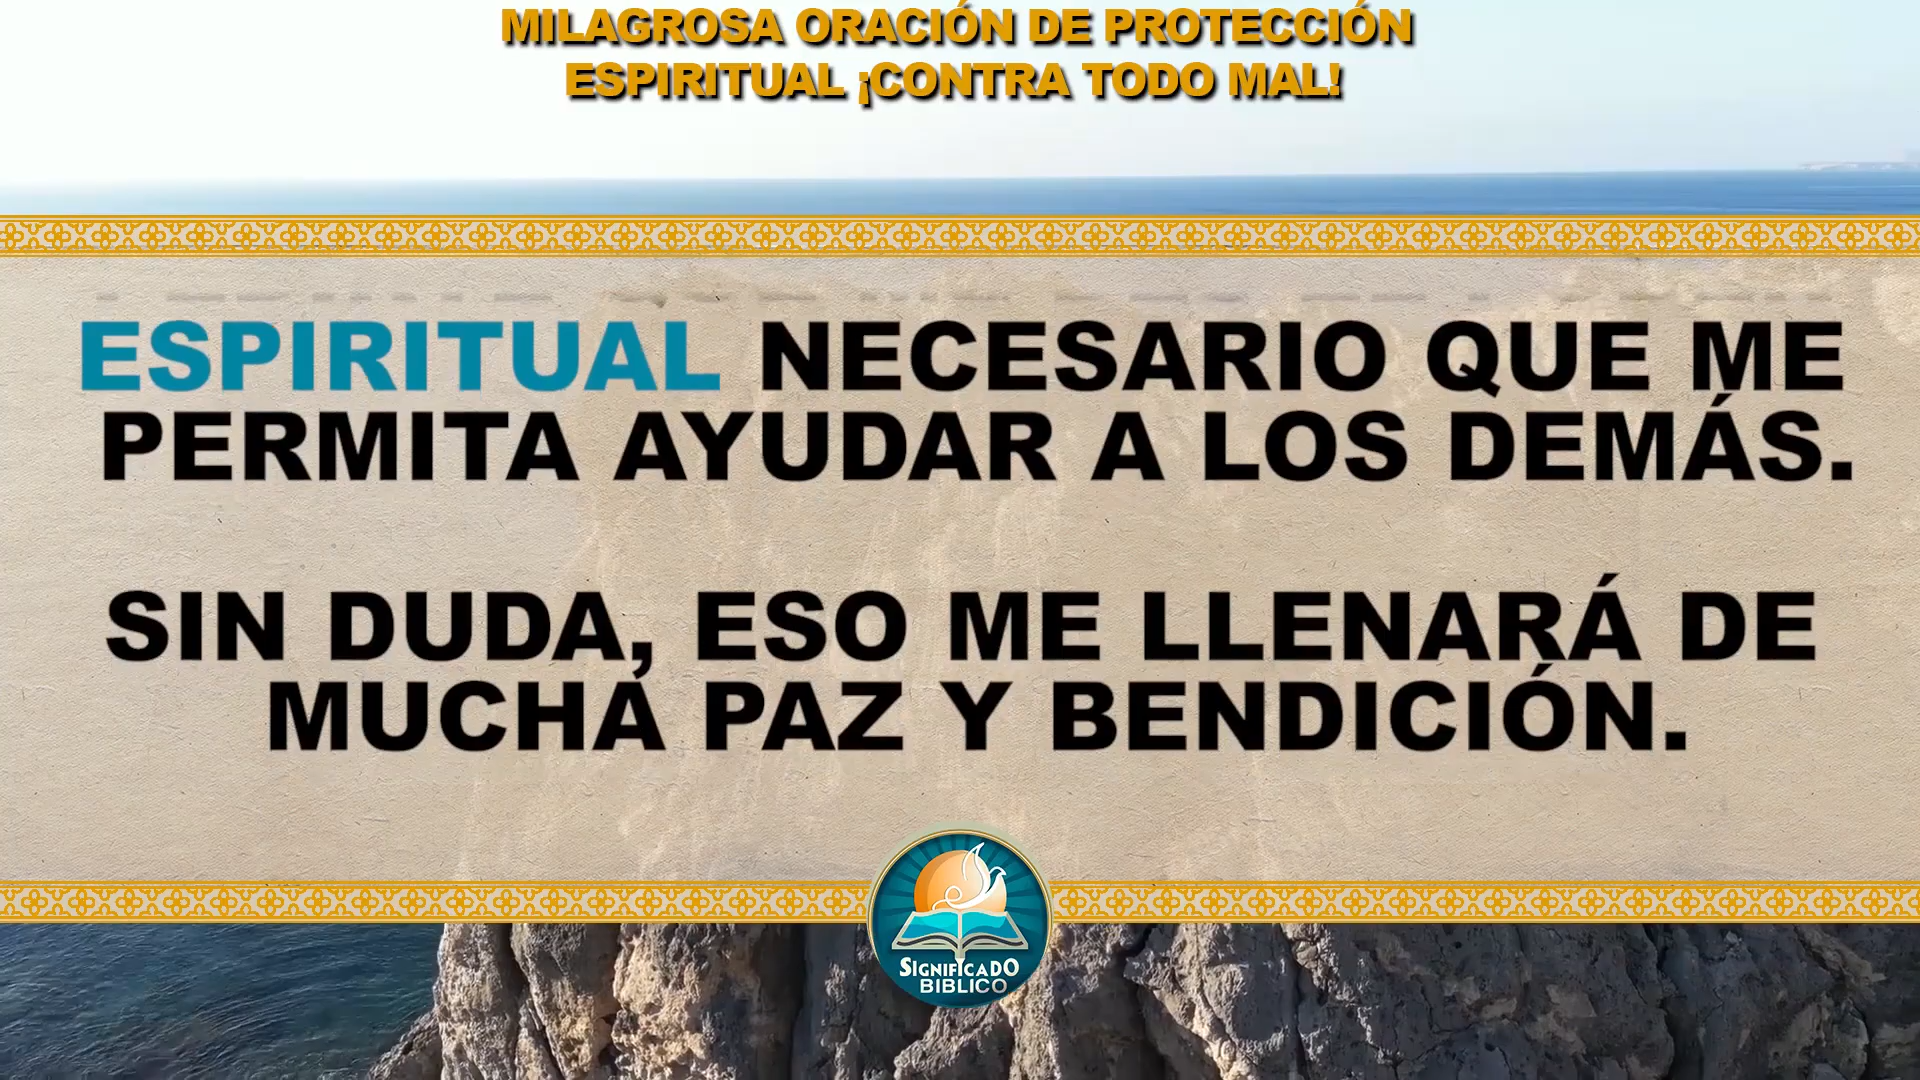 MILAGROSA ORACIÓN DE PROTECCIÓN
ESPIRITUAL ¡CONTRA TODO MAL!
ESPIRITUAL NECESARIO QUE ME
PERMITA AYUDAR A LOS DEMÁS.
SIN DUDA, ESO ME LLENARÁ DE
MUCHA PAZ Y BENDICIÓN.
SIGNIFICADO
BIBLICO